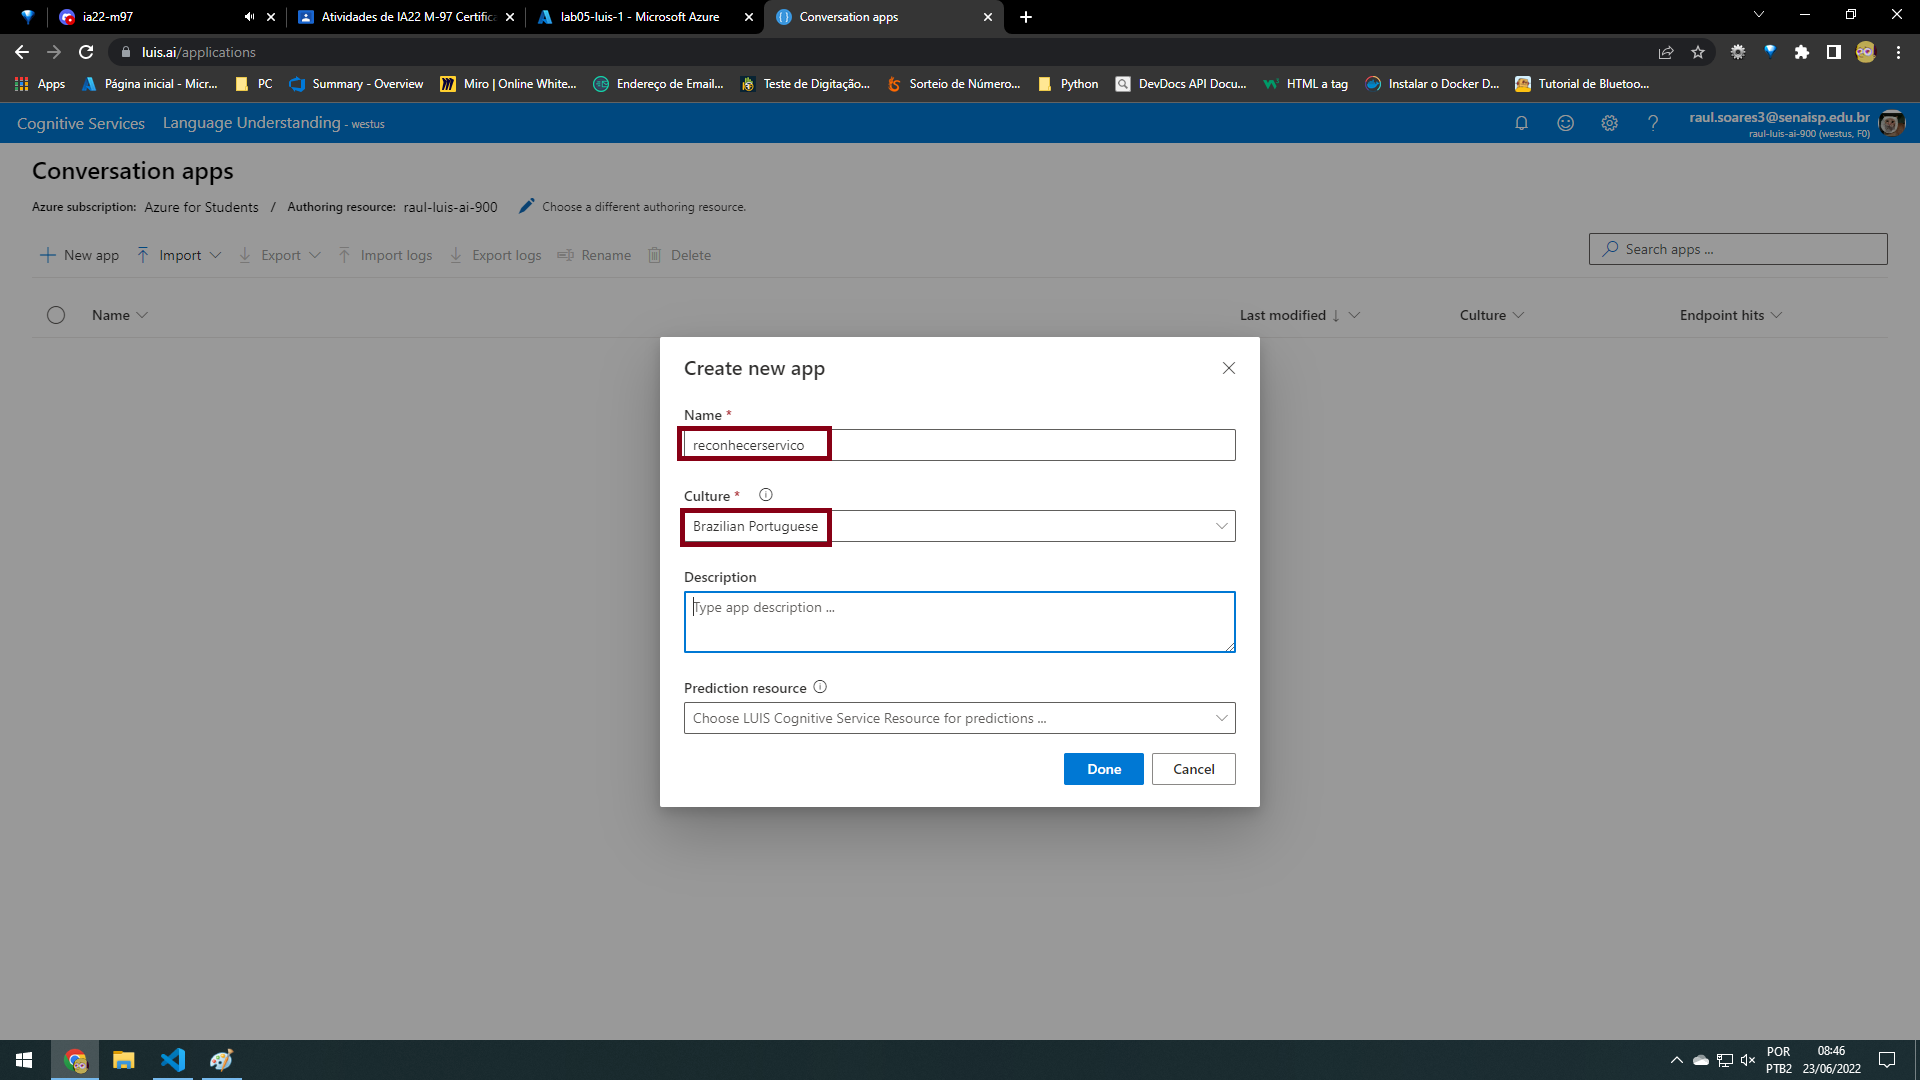 ia22-m97
Atividades de IA22 M-97 Certifica
lab05-luis-1 - Microsoft Azure
Conversation apps
luis.ai/applications
Apps
Página inicial - Micr...
PC
Summary - Overview
Miro | Online White...
Endereço de Email...
Teste de Digitação...
Sorteio de Número...
Python
DevDocs API Docu...
HTML a tag
Instalar o Docker D...
Tutorial de Bluetoo...
Cognitive Services
Language Understanding - westus
raul.soares3@senaisp.edu.br
raul-luis-ai-900 (westus, F0)
Conversation apps
Azure subscription: Azure for Students / Authoring resource: raul-luis-ai-900 Choose a different authoring resource.
New app Import Export Import logs Export logs Rename Delete
Search apps ...
Name Last modified ↓ Culture Endpoint hits
Create new app
Name *
reconhecerservico
Culture *
Brazilian Portuguese
Description
Type app description ...
Prediction resource
Choose LUIS Cognitive Service Resource for predictions ...
Done Cancel
POR
PTB2
08:46
23/06/2022